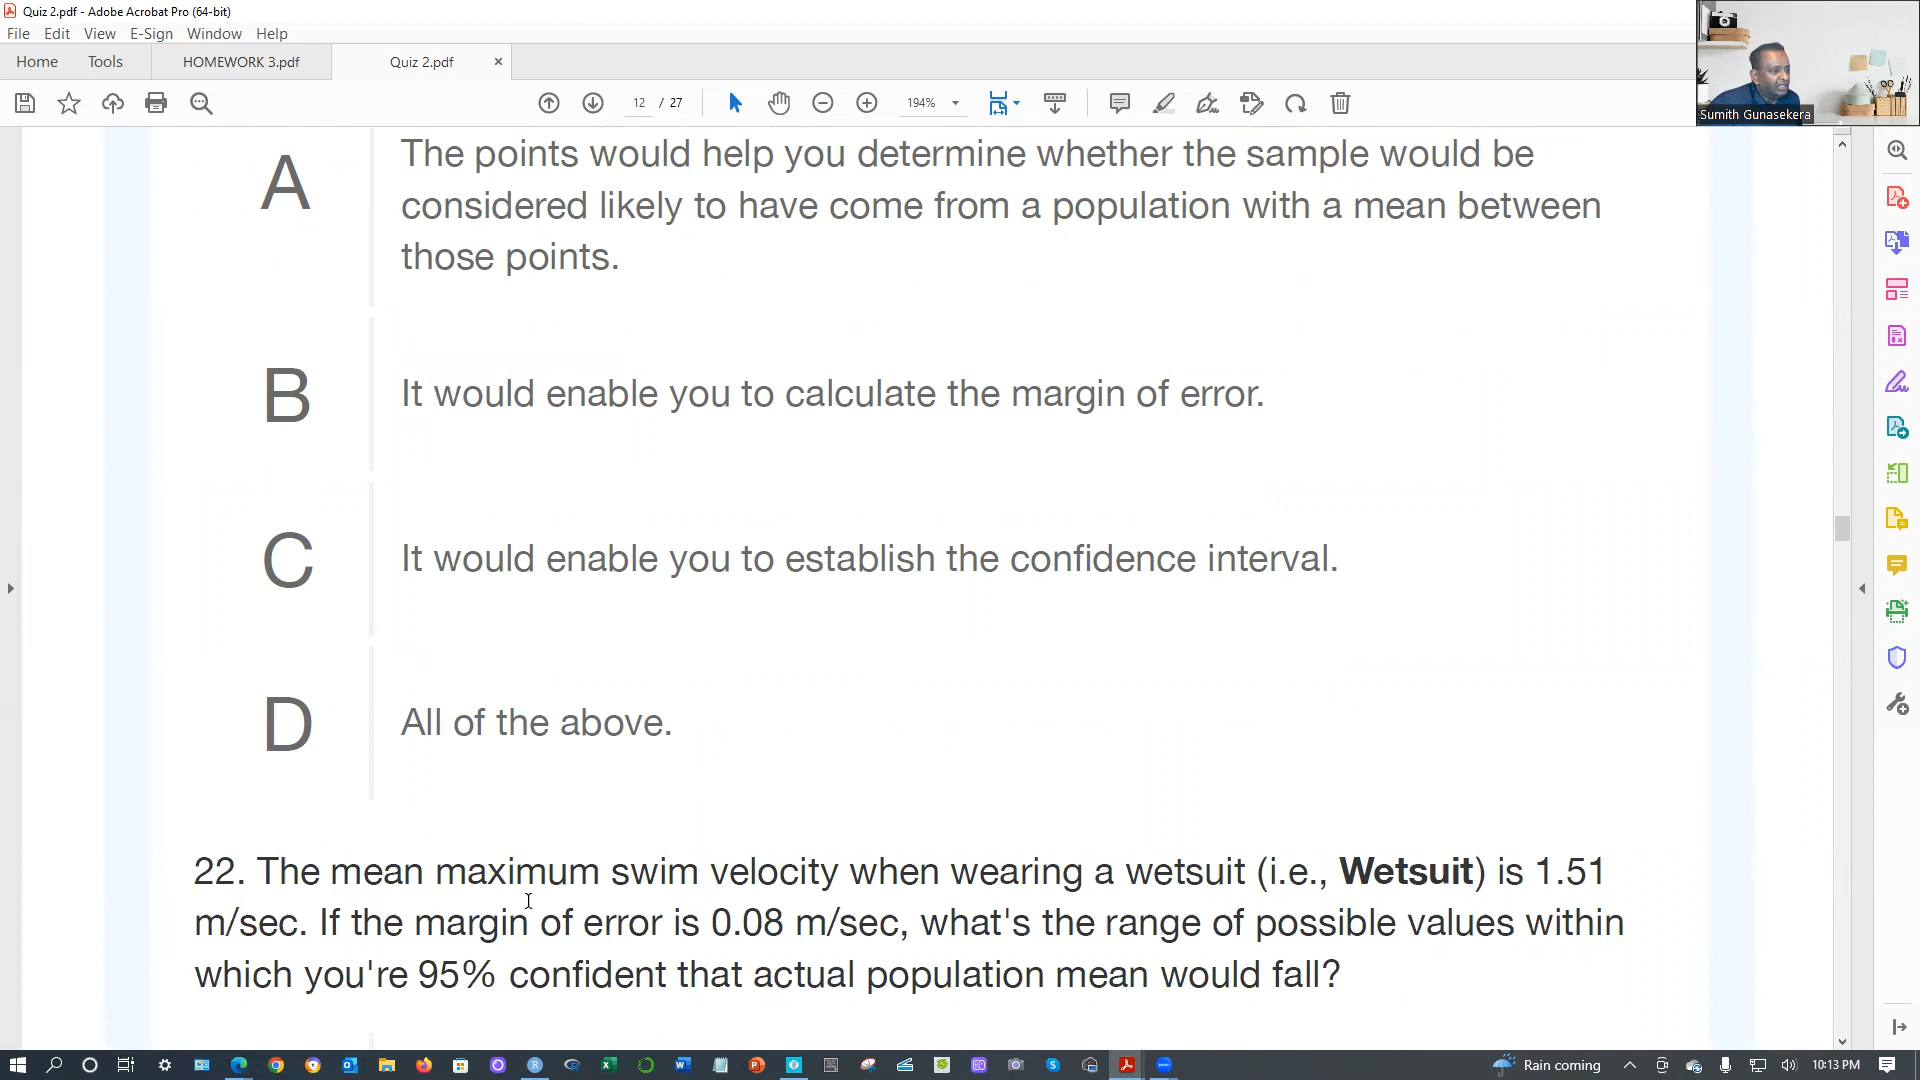 Quiz 2.pdf - Adobe Acrobat Pro (64-bit)
File Edit View E-Sign Window Help
Home Tools HOMEWORK 3.pdf Quiz 2.pdf ×
12 / 27 194%
Sumith Gunasekera
A The points would help you determine whether the sample would be
considered likely to have come from a population with a mean between
those points.
B It would enable you to calculate the margin of error.
C It would enable you to establish the confidence interval.
D All of the above.
22. The mean maximum swim velocity when wearing a wetsuit (i.e., Wetsuit) is 1.51
m/sec. If the margin of error is 0.08 m/sec, what's the range of possible values within
which you're 95% confident that actual population mean would fall?
Rain coming 10:13 PM